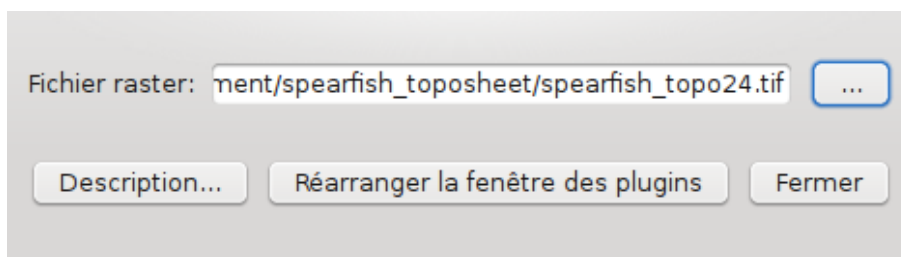 Fichier raster: ment/spearfish_toposheet/spearfish_topo24.tif ...
Description... Réarranger la fenêtre des plugins Fermer